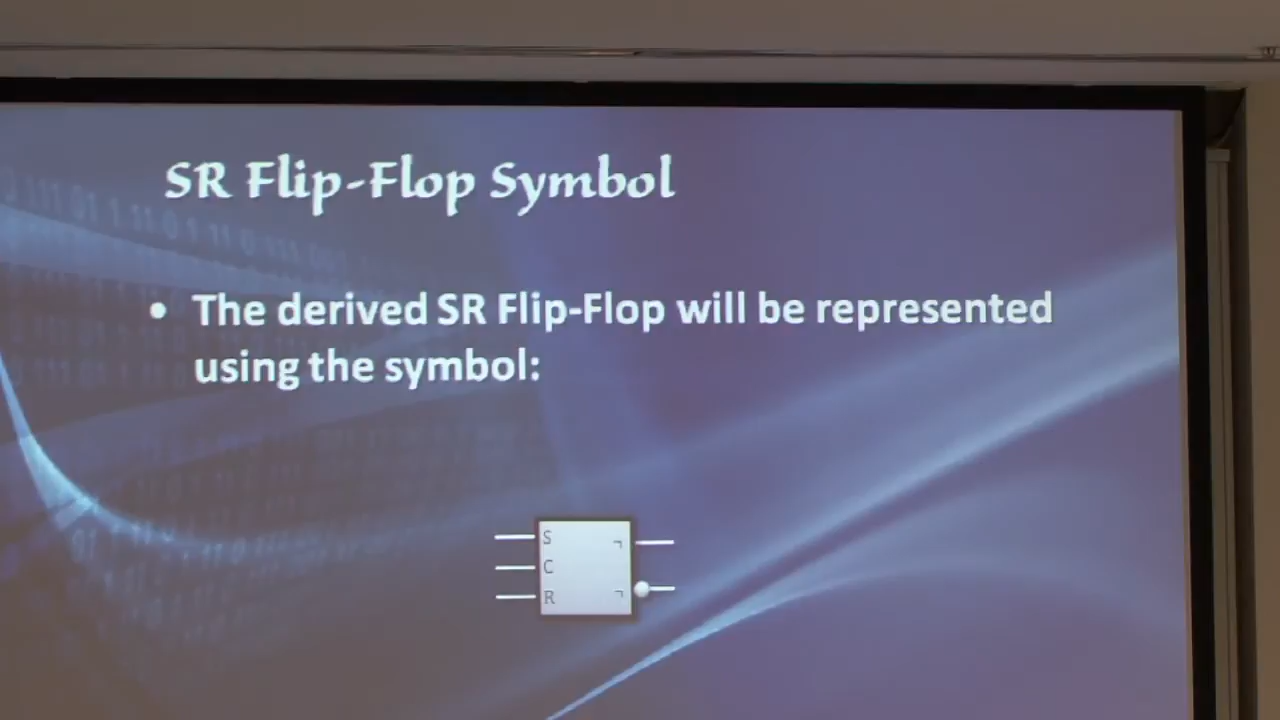 SR Flip-Flop Symbol
• The derived SR Flip-Flop will be represented
using the symbol:
S ¬
C
R ¬